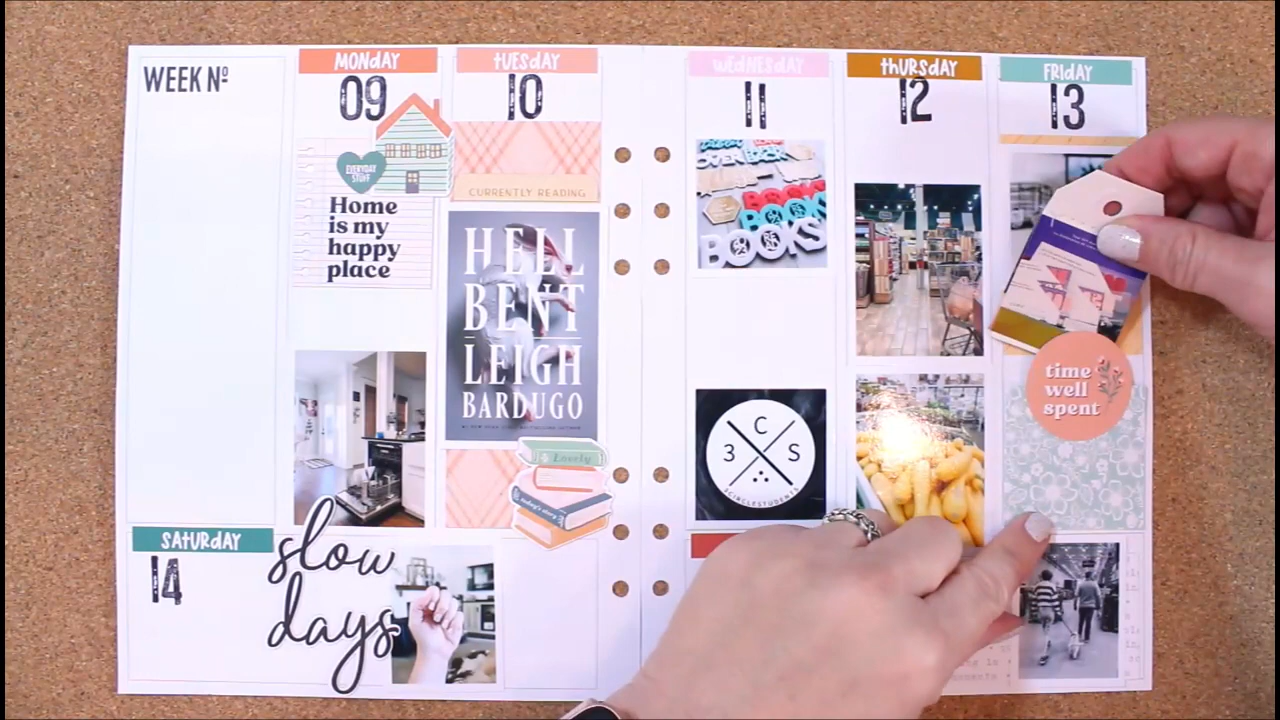 WEEK Nº
MONDAY
09
EVERYDAY
STUFF
Home
is my
happy
place
TUESDAY
10
CURRENTLY READING
HELL
BENT
LEIGH
BARDUGO
Lovely
today's story
WEDNESDAY
11
BOOKS
BOOKS
BOOKS
C
3 S
3CIRCLESTUDENTS
THURSDAY
12
FRIDAY
13
time
well
spent
SATURDAY
14
slow
days